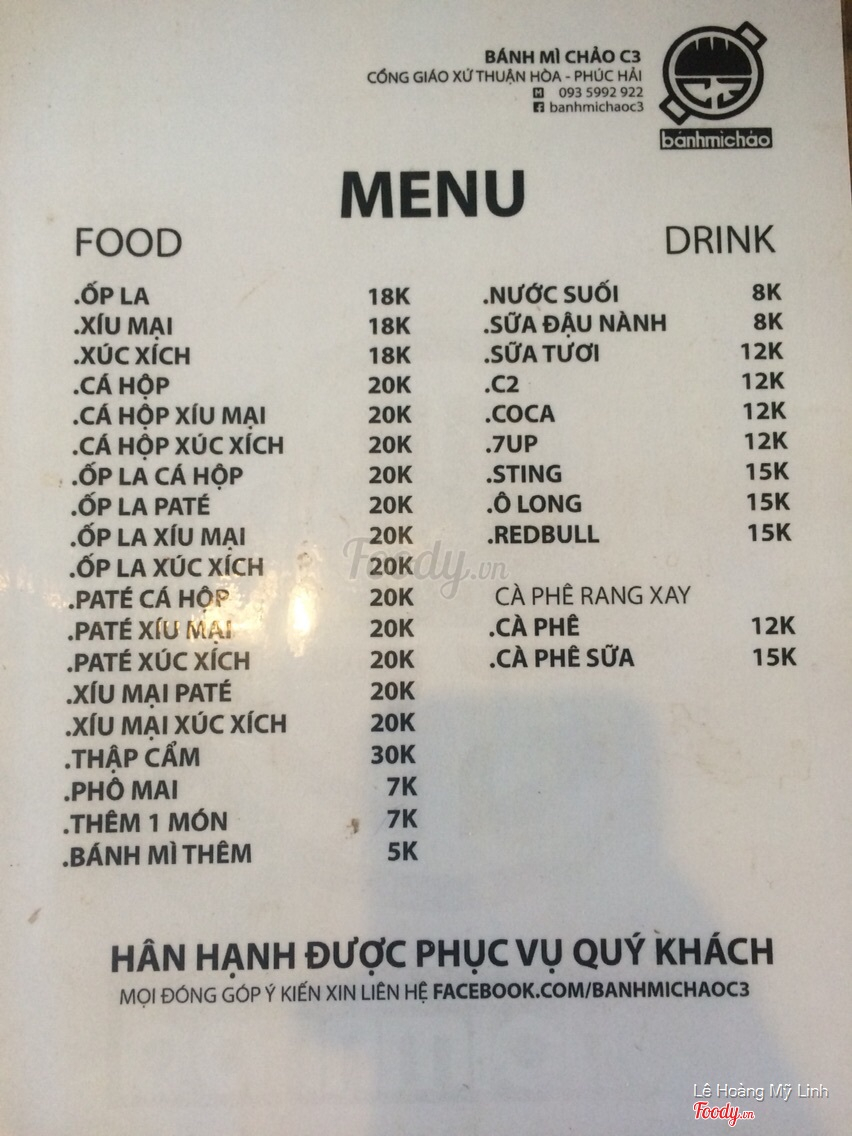 BÁNH MÌ CHẢO C3
CỔNG GIÁO XỨ THUẬN HÒA - PHÚC HẢI
093 5992 922
banhmichaoc3
bánhmìchảo
MENU
FOOD
.ỐP LA 18K
.XÍU MẠI 18K
.XÚC XÍCH 18K
.CÁ HỘP 20K
.CÁ HỘP XÍU MẠI 20K
.CÁ HỘP XÚC XÍCH 20K
.ỐP LA CÁ HỘP 20K
.ỐP LA PATÉ 20K
.ỐP LA XÍU MẠI 20K
.ỐP LA XÚC XÍCH 20K
.PATÉ CÁ HỘP 20K
.PATÉ XÍU MẠI 20K
.PATÉ XÚC XÍCH 20K
.XÍU MẠI PATÉ 20K
.XÍU MẠI XÚC XÍCH 20K
.THẬP CẨM 30K
.PHÔ MAI 7K
.THÊM 1 MÓN 7K
.BÁNH MÌ THÊM 5K
DRINK
.NƯỚC SUỐI 8K
.SỮA ĐẬU NÀNH 8K
.SỮA TƯƠI 12K
.C2 12K
.COCA 12K
.7UP 12K
.STING 15K
.Ô LONG 15K
.REDBULL 15K
CÀ PHÊ RANG XAY
.CÀ PHÊ 12K
.CÀ PHÊ SỮA 15K
Foody.vn
HÂN HẠNH ĐƯỢC PHỤC VỤ QUÝ KHÁCH
MỌI ĐÓNG GÓP Ý KIẾN XIN LIÊN HỆ FACEBOOK.COM/BANHMICHAOC3
Lê Hoàng Mỹ Linh
Foody.vn